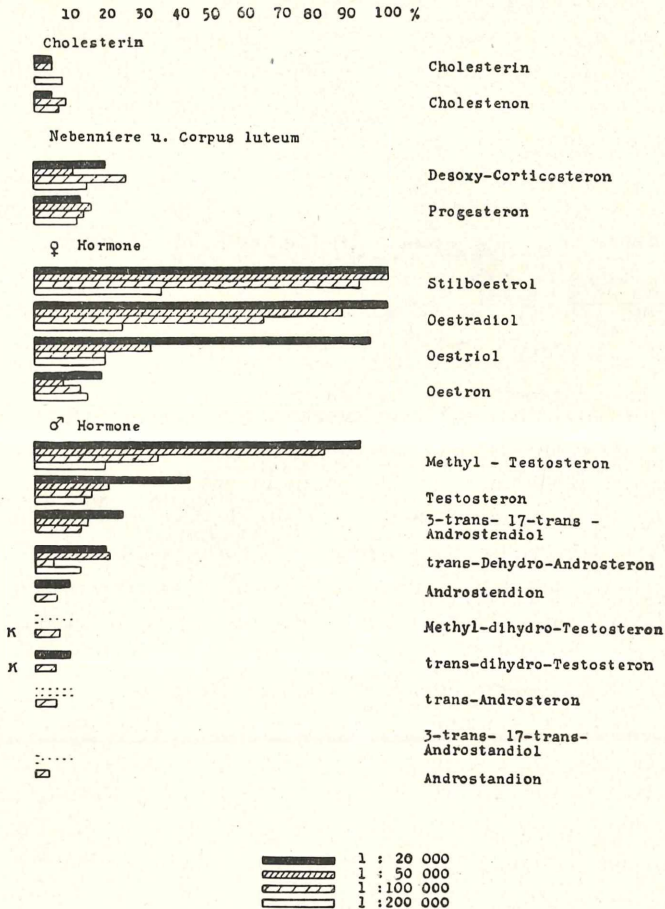 10 20 30 40 50 60 70 80 90 100 %
Cholesterin
Cholesterin
Cholestenon
Nebenniere u. Corpus luteum
Desoxy-Corticosteron
Progesteron
♀ Hormone
Stilboestrol
Oestradiol
Oestriol
Oestron
♂ Hormone
Methyl - Testosteron
Testosteron
3-trans- 17-trans -
Androstendiol
trans-Dehydro-Androsteron
Androstendion
K Methyl-dihydro-Testosteron
K trans-dihydro-Testosteron
trans-Androsteron
3-trans- 17-trans-
Androstandiol
Androstandion
1 : 20 000
1 : 50 000
1 :100 000
1 :200 000